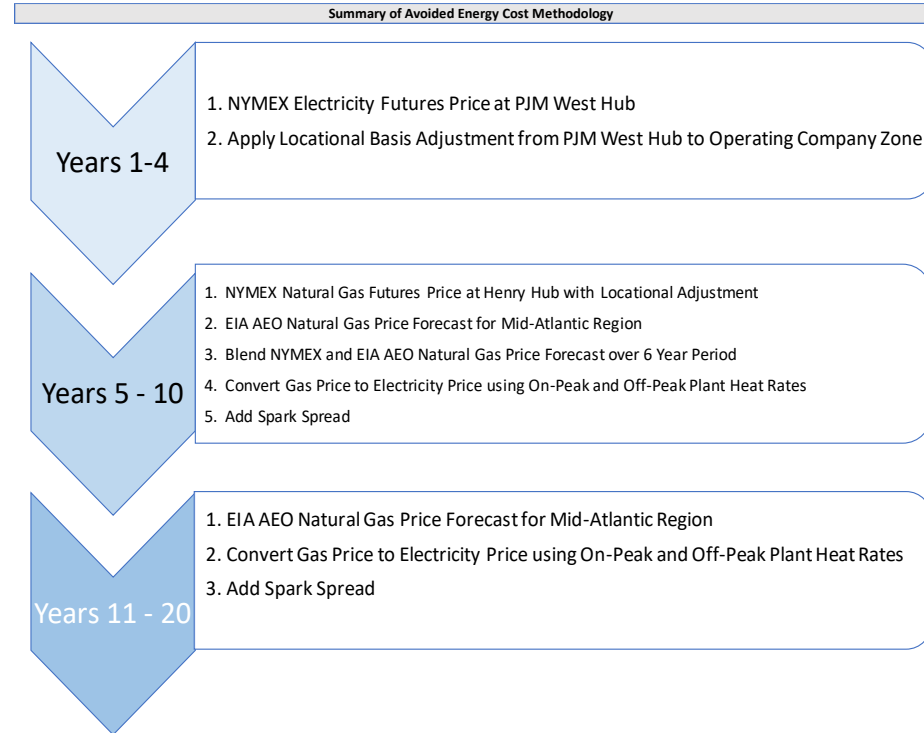 Summary of Avoided Energy Cost Methodology
Years 1-4
1. NYMEX Electricity Futures Price at PJM West Hub
2. Apply Locational Basis Adjustment from PJM West Hub to Operating Company Zone
Years 5 - 10
1. NYMEX Natural Gas Futures Price at Henry Hub with Locational Adjustment
2. EIA AEO Natural Gas Price Forecast for Mid-Atlantic Region
3. Blend NYMEX and EIA AEO Natural Gas Price Forecast over 6 Year Period
4. Convert Gas Price to Electricity Price using On-Peak and Off-Peak Plant Heat Rates
5. Add Spark Spread
Years 11 - 20
1. EIA AEO Natural Gas Price Forecast for Mid-Atlantic Region
2. Convert Gas Price to Electricity Price using On-Peak and Off-Peak Plant Heat Rates
3. Add Spark Spread